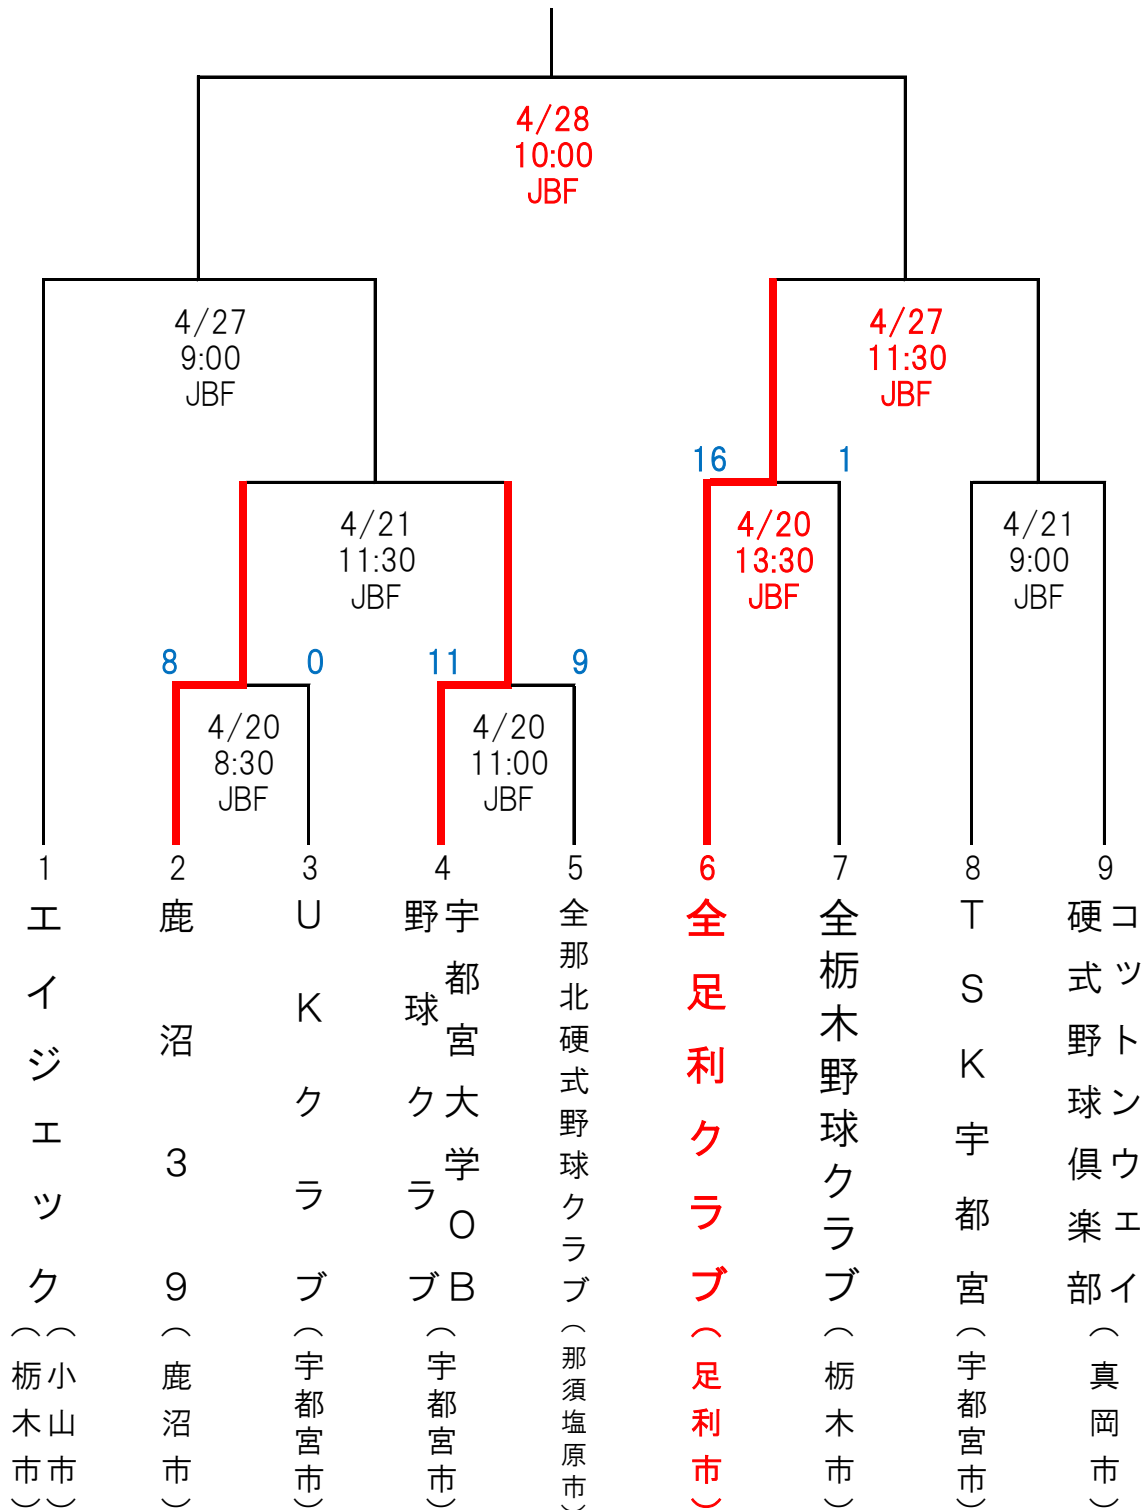 4/28
10:00
JBF
4/27
9:00
JBF
4/27
11:30
JBF
16
1
4/21
11:30
JBF
4/20
13:30
JBF
4/21
9:00
JBF
8
0
11
9
4/20
8:30
JBF
4/20
11:00
JBF
1
エイジェック
（小山市）
（栃木市）
2
鹿沼39
（鹿沼市）
3
UKクラブ
（宇都宮市）
4
宇都宮大学OB
野球クラブ
（宇都宮市）
5
全那北硬式野球クラブ
（那須塩原市）
6
全足利クラブ
（足利市）
7
全栃木野球クラブ
（栃木市）
8
TSK宇都宮
（宇都宮市）
9
コットンウェイ
硬式野球倶楽部
（真岡市）